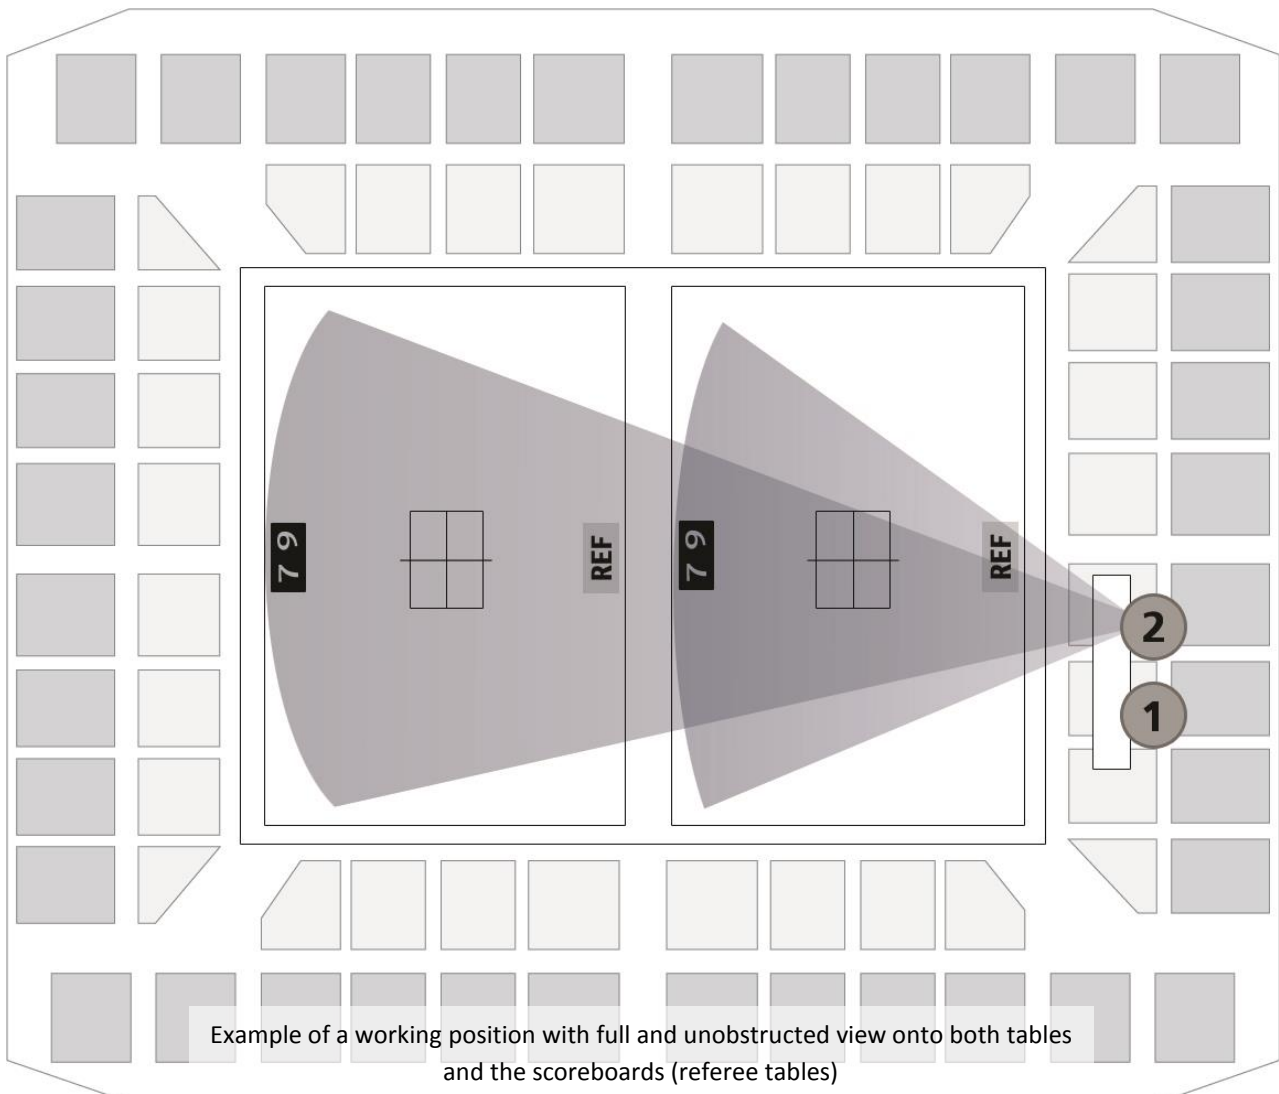 7 9
REF
7 9
REF
2
1
Example of a working position with full and unobstructed view onto both tables
and the scoreboards (referee tables)